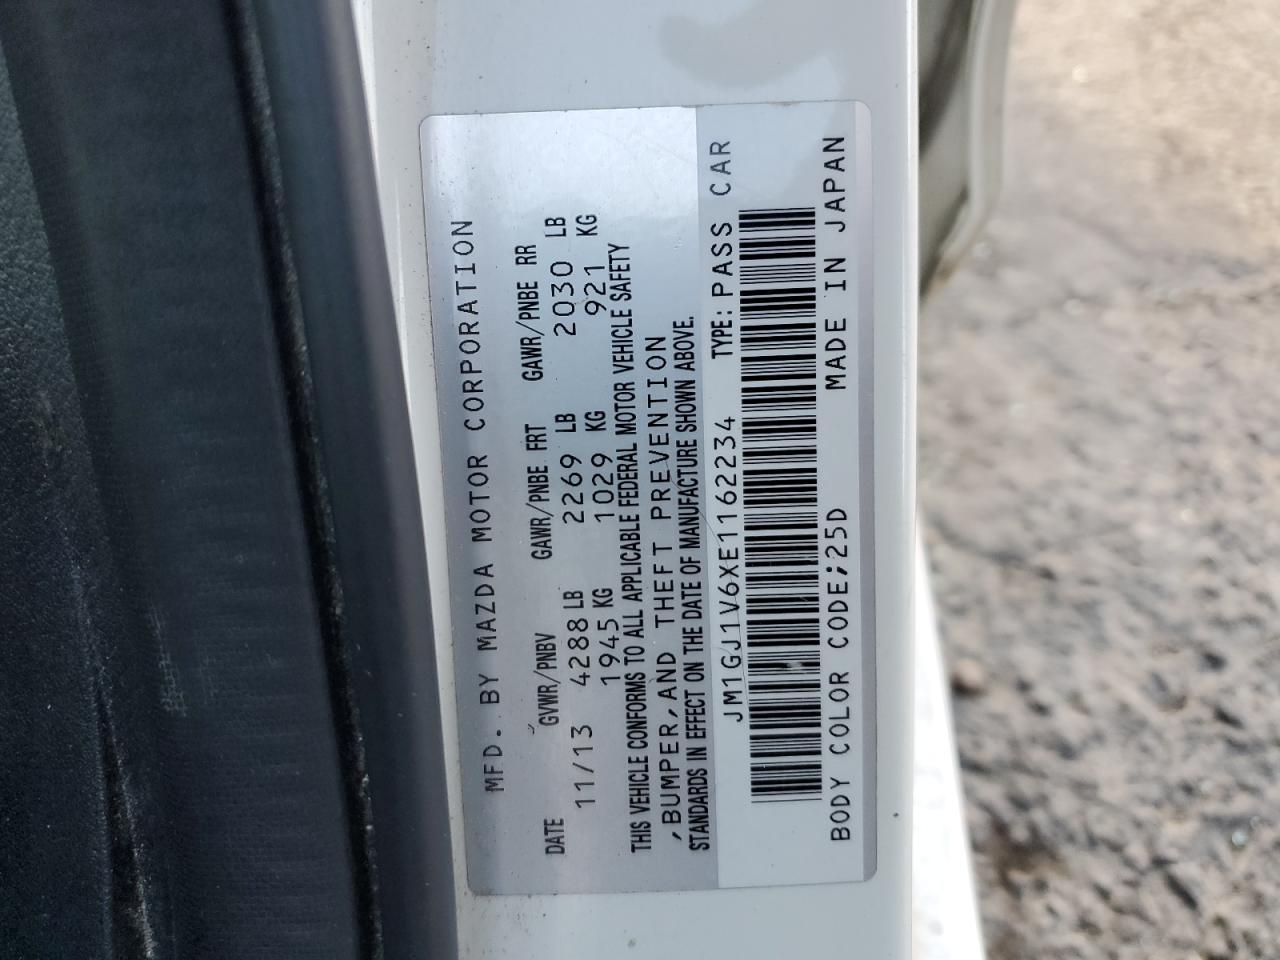 MFD. BY MAZDA MOTOR CORPORATION
DATE GVWR/PNBV GAWR/PNBE FRT GAWR/PNBE RR
11/13 4288 LB 2269 LB 2030 LB
1945 KG 1029 KG 921 KG
THIS VEHICLE CONFORMS TO ALL APPLICABLE FEDERAL MOTOR VEHICLE SAFETY
,BUMPER,AND THEFT PREVENTION
STANDARDS IN EFFECT ON THE DATE OF MANUFACTURE SHOWN ABOVE.
JM1GJ1V6XE1162234 TYPE: PASS CAR
BODY COLOR CODE;25D MADE IN JAPAN